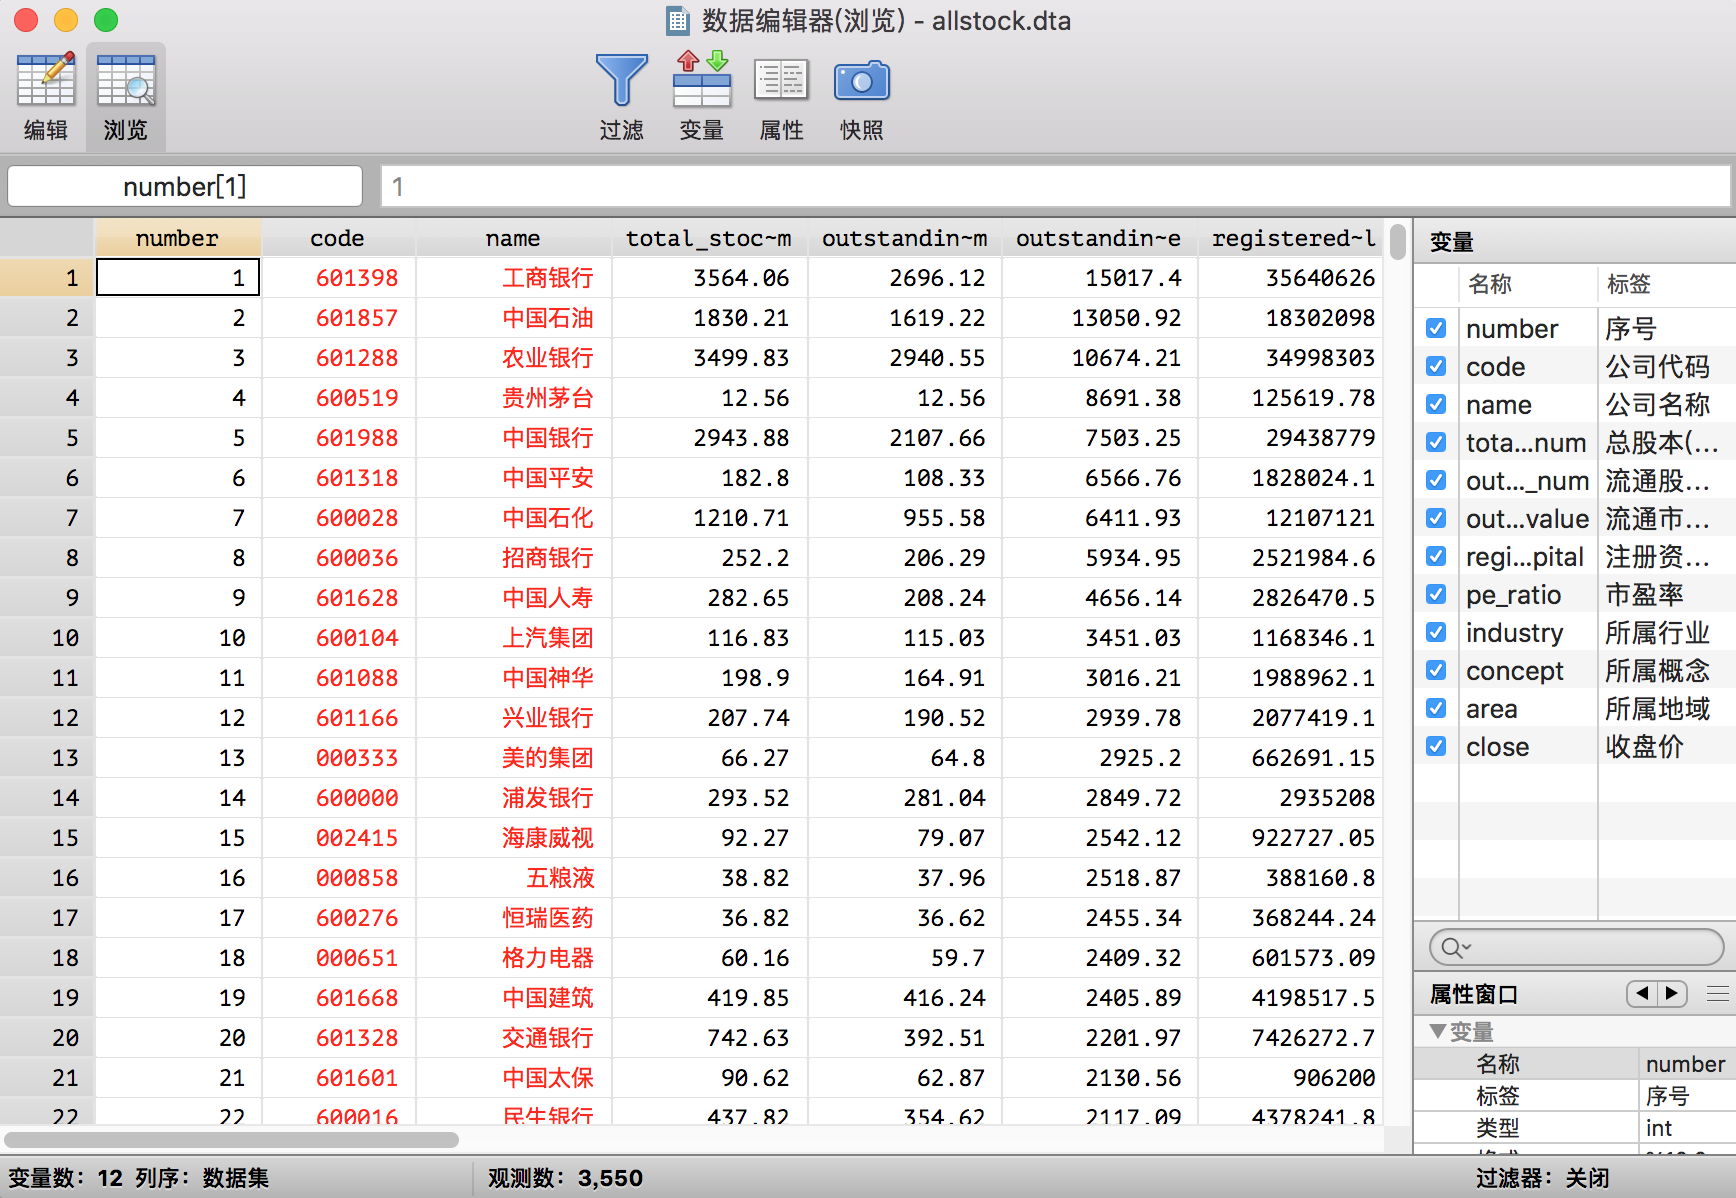 数据编辑器(浏览) - allstock.dta
编辑 浏览 过滤 变量 属性 快照
number[1] 1
number code name total_stoc~m outstandin~m outstandin~e registered~l
1 1 601398 工商银行 3564.06 2696.12 15017.4 35640626
2 2 601857 中国石油 1830.21 1619.22 13050.92 18302098
3 3 601288 农业银行 3499.83 2940.55 10674.21 34998303
4 4 600519 贵州茅台 12.56 12.56 8691.38 125619.78
5 5 601988 中国银行 2943.88 2107.66 7503.25 29438779
6 6 601318 中国平安 182.8 108.33 6566.76 1828024.1
7 7 600028 中国石化 1210.71 955.58 6411.93 12107121
8 8 600036 招商银行 252.2 206.29 5934.95 2521984.6
9 9 601628 中国人寿 282.65 208.24 4656.14 2826470.5
10 10 600104 上汽集团 116.83 115.03 3451.03 1168346.1
11 11 601088 中国神华 198.9 164.91 3016.21 1988962.1
12 12 601166 兴业银行 207.74 190.52 2939.78 2077419.1
13 13 000333 美的集团 66.27 64.8 2925.2 662691.15
14 14 600000 浦发银行 293.52 281.04 2849.72 2935208
15 15 002415 海康威视 92.27 79.07 2542.12 922727.05
16 16 000858 五粮液 38.82 37.96 2518.87 388160.8
17 17 600276 恒瑞医药 36.82 36.62 2455.34 368244.24
18 18 000651 格力电器 60.16 59.7 2409.32 601573.09
19 19 601668 中国建筑 419.85 416.24 2405.89 4198517.5
20 20 601328 交通银行 742.63 392.51 2201.97 7426272.7
21 21 601601 中国太保 90.62 62.87 2130.56 906200
22 22 600016 民生银行 437.82 354.62 2117.09 4378241.8
变量
名称 标签
number 序号
code 公司代码
name 公司名称
tota...num 总股本(...
out..._num 流通股...
out...value 流通市...
regi...pital 注册资...
pe_ratio 市盈率
industry 所属行业
concept 所属概念
area 所属地域
close 收盘价
属性窗口
变量
名称 number
标签 序号
类型 int
变量数: 12 列序: 数据集 观测数: 3,550 过滤器: 关闭